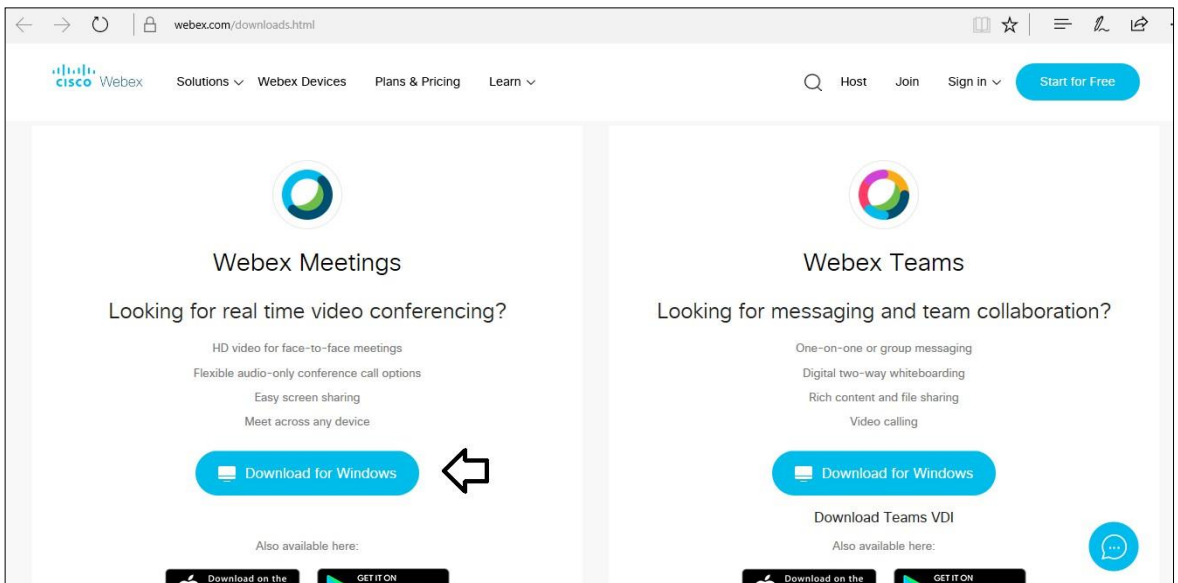 webex.com/downloads.html
cisco Webex
Solutions
Webex Devices
Plans & Pricing
Learn
Host
Join
Sign in
Start for Free
Webex Meetings
Looking for real time video conferencing?
HD video for face-to-face meetings
Flexible audio-only conference call options
Easy screen sharing
Meet across any device
Download for Windows
Also available here:
Download on the
GET IT ON
Webex Teams
Looking for messaging and team collaboration?
One-on-one or group messaging
Digital two-way whiteboarding
Rich content and file sharing
Video calling
Download for Windows
Download Teams VDI
Also available here:
Download on the
GET IT ON